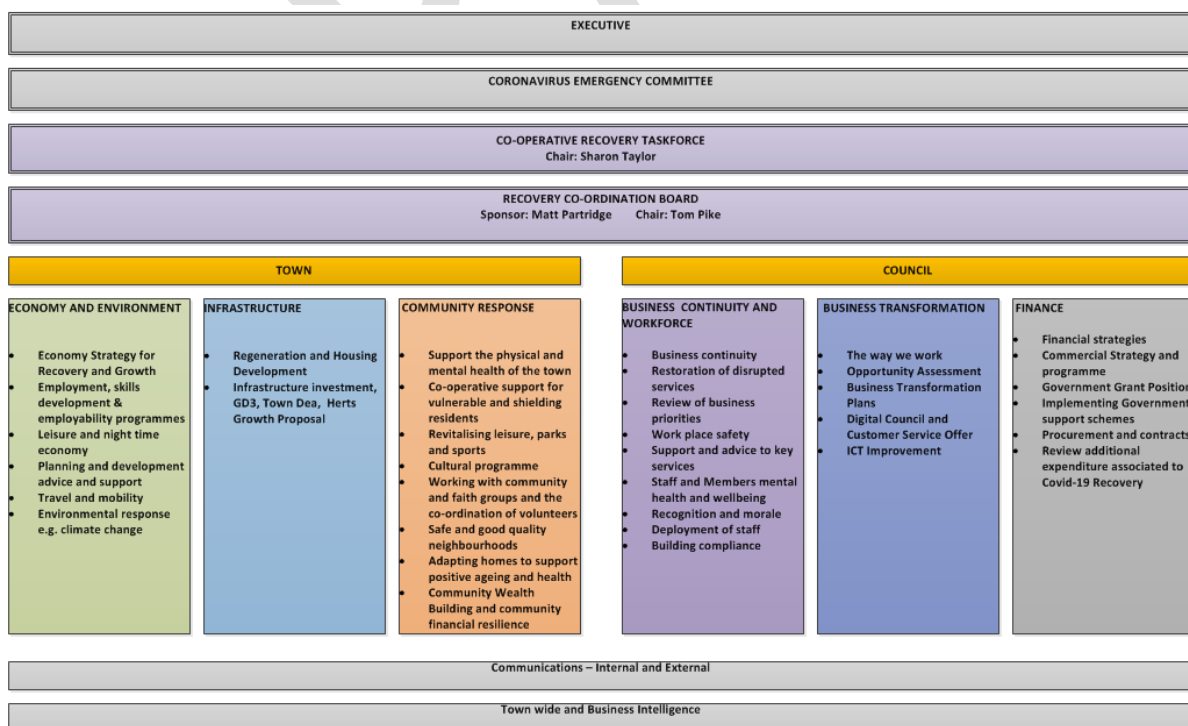 EXECUTIVE
CORONAVIRUS EMERGENCY COMMITTEE
CO-OPERATIVE RECOVERY TASKFORCE
Chair: Sharon Taylor
RECOVERY CO-ORDINATION BOARD
Sponsor: Matt Partridge Chair: Tom Pike
TOWN
ECONOMY AND ENVIRONMENT
• Economy Strategy for
Recovery and Growth
• Employment, skills
development &
employability programmes
• Leisure and night time
economy
• Planning and development
advice and support
• Travel and mobility
• Environmental response
e.g. climate change
INFRASTRUCTURE
• Regeneration and Housing
Development
• Infrastructure investment,
GD3, Town Dea, Herts
Growth Proposal
COMMUNITY RESPONSE
• Support the physical and
mental health of the town
• Co-operative support for
vulnerable and shielding
residents
• Revitalising leisure, parks
and sports
• Cultural programme
• Working with community
and faith groups and the
co-ordination of volunteers
• Safe and good quality
neighbourhoods
• Adapting homes to support
positive ageing and health
• Community Wealth
Building and community
financial resilience
COUNCIL
BUSINESS CONTINUITY AND
WORKFORCE
• Business continuity
• Restoration of disrupted
services
• Review of business
priorities
• Work place safety
• Support and advice to key
services
• Staff and Members mental
health and wellbeing
• Recognition and morale
• Deployment of staff
• Building compliance
BUSINESS TRANSFORMATION
• The way we work
• Opportunity Assessment
• Business Transformation
Plans
• Digital Council and
Customer Service Offer
• ICT Improvement
FINANCE
• Financial strategies
• Commercial Strategy and
programme
• Government Grant Position
• Implementing Government
support schemes
• Procurement and contracts
• Review additional
expenditure associated to
Covid-19 Recovery
Communications – Internal and External
Town wide and Business Intelligence